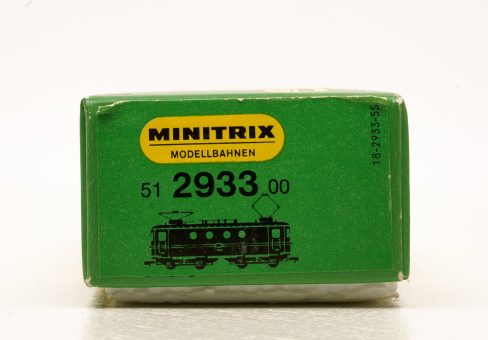 MINITRIX
MODELLBAHNEN
51 2933 00
18-2933-55